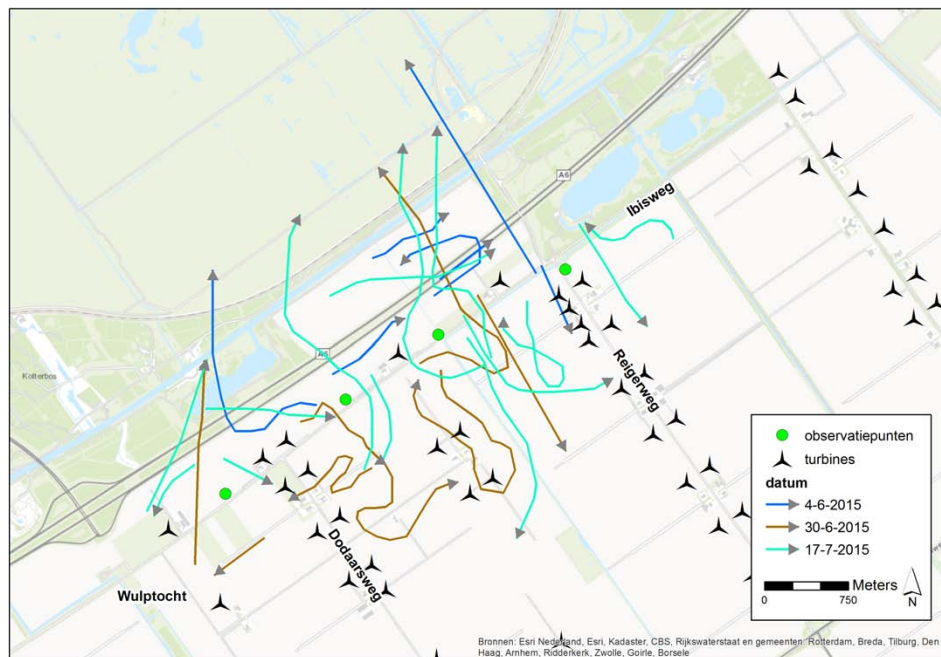 A6
Ibisweg
Kotterbos
A6
Reigerweg
Dodaarsweg
Wulptocht
observatiepunten
turbines
datum
4-6-2015
30-6-2015
17-7-2015
Meters
0 750
N
Bronnen: Esri Nederland, Esri, Kadaster, CBS, Rijkswaterstaat en gemeenten: Rotterdam, Breda, Tilburg, Den
Haag, Arnhem, Ridderkerk, Zwolle, Goirle, Borsele